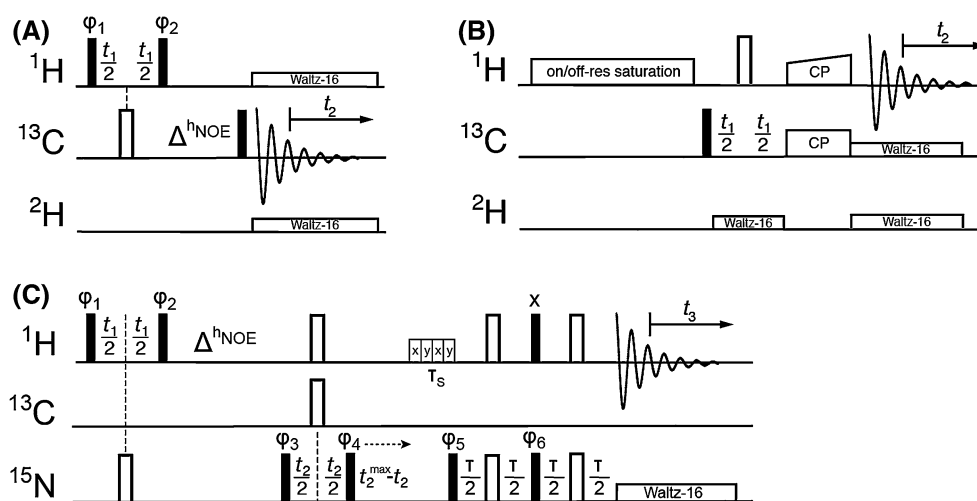 (A)
φ1 φ2
t1/2 t1/2
1H Waltz-16
t2
13C ΔhNOE
2H Waltz-16
(B)
t2
1H on/off-res saturation CP
13C t1/2 t1/2 CP Waltz-16
2H Waltz-16 Waltz-16
(C)
φ1 φ2 x
t1/2 t1/2 t3
1H ΔhNOE x y x y
τs
13C
φ3 φ4 φ5 φ6
15N t2/2 t2/2 t2max-t2 τ/2 τ/2 τ/2 τ/2 Waltz-16